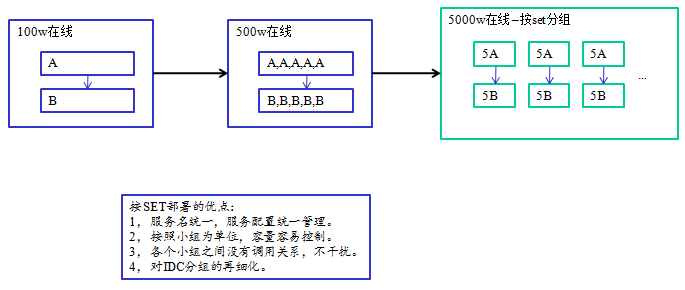 100w在线
A
B
500w在线
A,A,A,A,A
B,B,B,B,B
5000w在线–按set分组
5A 5A 5A
5B 5B 5B
...
按SET部署的优点:
1, 服务名统一，服务配置统一管理。
2, 按照小组为单位，容量容易控制。
3, 各个小组之间没有调用关系，不干扰。
4, 对IDC分组的再细化。